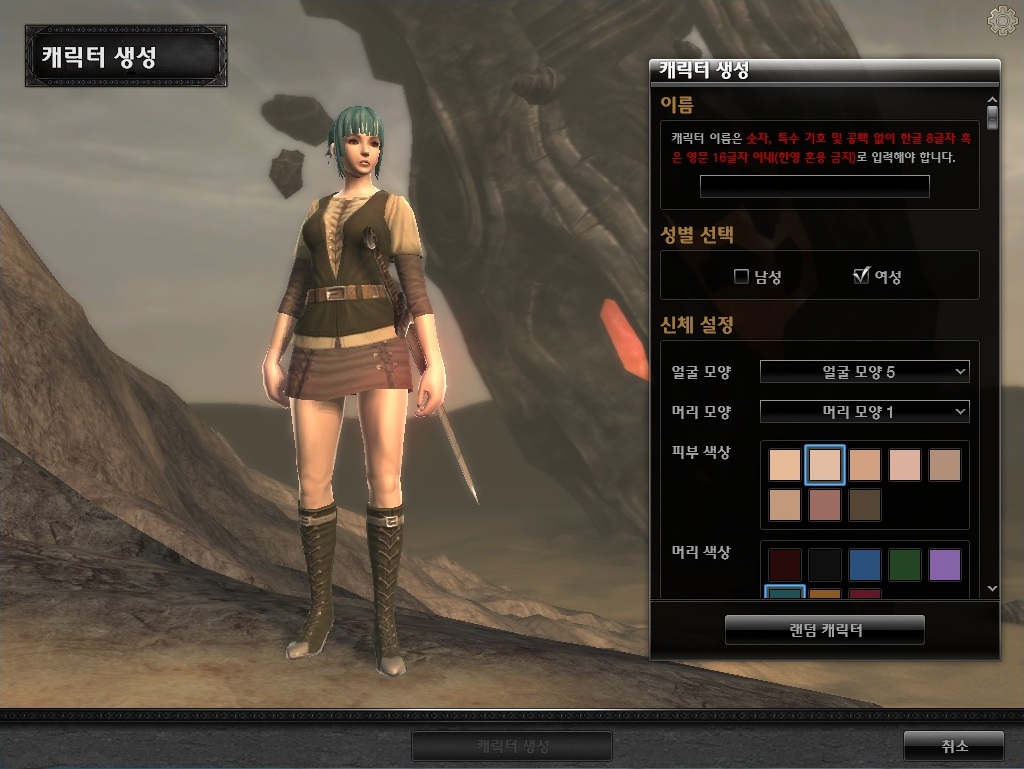 캐릭터 생성
캐릭터 생성
이름
캐릭터 이름은 숫자, 특수 기호 및 공백 없이 한글 8글자 혹
은 영문 16글자 이내(한영 혼용 금지)로 입력해야 합니다.
성별 선택
남성 여성
신체 설정
얼굴 모양 얼굴 모양 5
머리 모양 머리 모양 1
피부 색상
머리 색상
랜덤 캐릭터
캐릭터 생성
취소